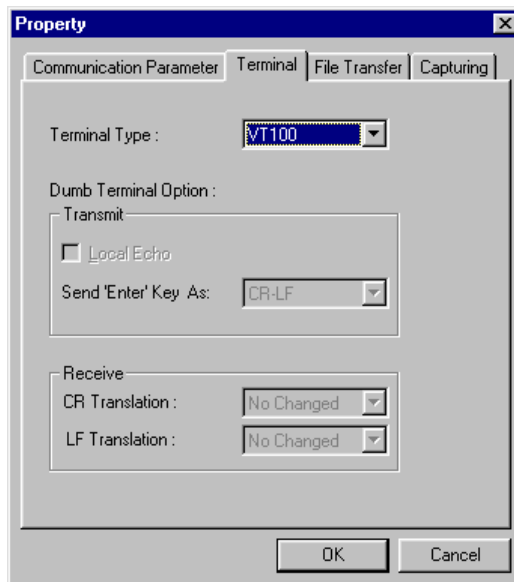 Property
Communication Parameter Terminal File Transfer Capturing
Terminal Type : VT100
Dumb Terminal Option :
Transmit
Local Echo
Send 'Enter' Key As: CR-LF
Receive
CR Translation : No Changed
LF Translation : No Changed
OK Cancel